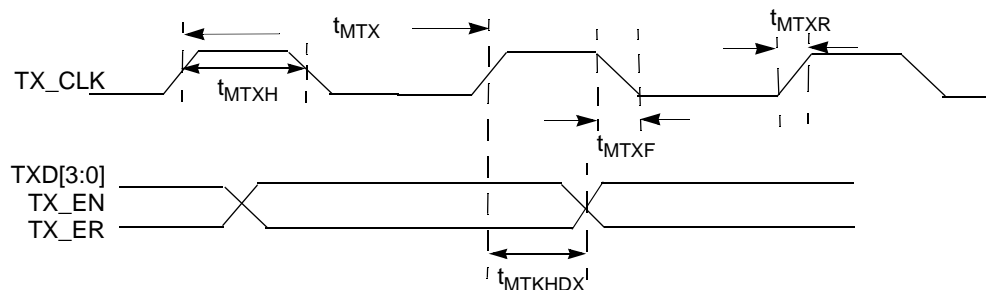 tMTX
tMTXR
TX_CLK
tMTXH
tMTXF
TXD[3:0]
TX_EN
TX_ER
tMTKHDX